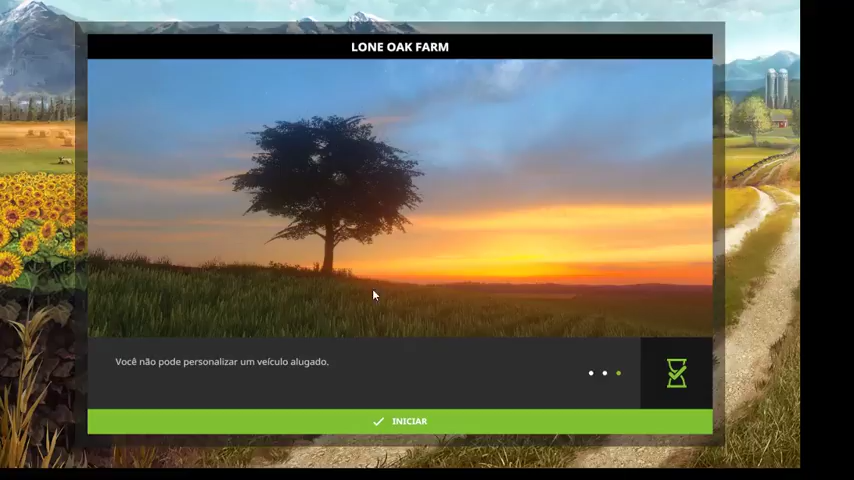 LONE OAK FARM
Você não pode personalizar um veículo alugado.
INICIAR